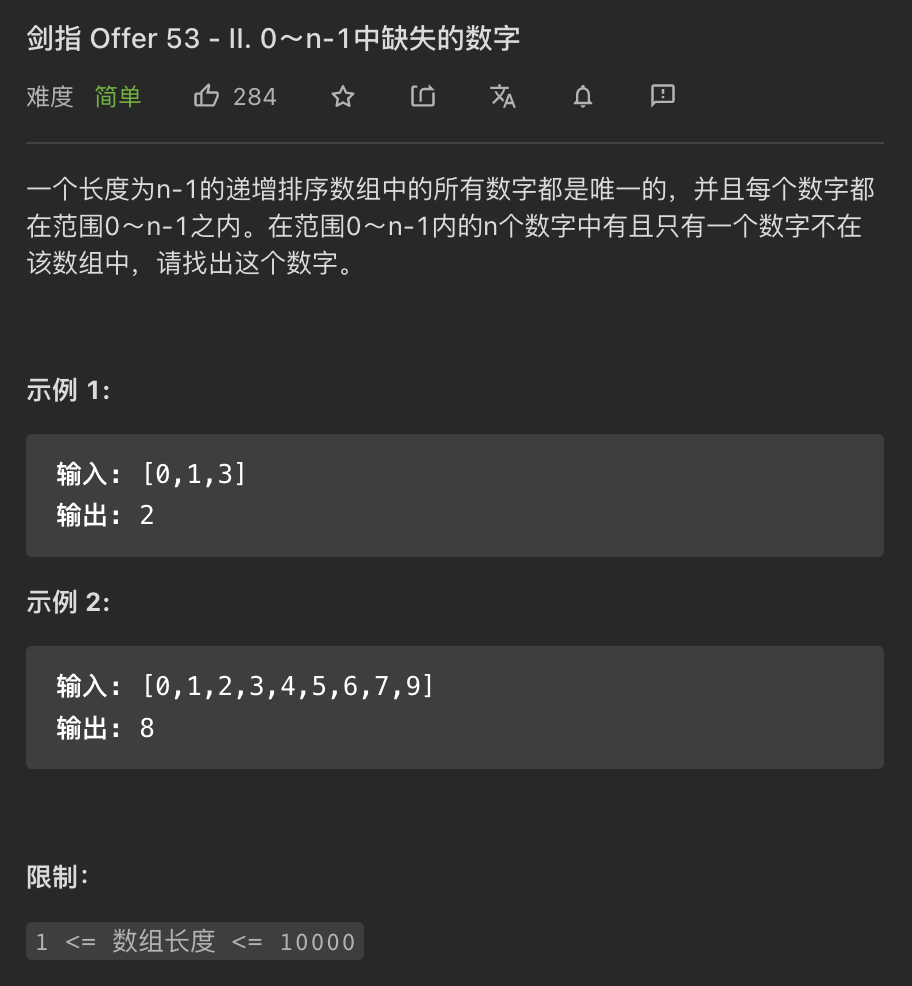 剑指 Offer 53 - II. 0～n-1中缺失的数字
难度 简单 284
一个长度为n-1的递增排序数组中的所有数字都是唯一的，并且每个数字都
在范围0～n-1之内。在范围0～n-1内的n个数字中有且只有一个数字不在
该数组中，请找出这个数字。
示例 1:
输入: [0,1,3]
输出: 2
示例 2:
输入: [0,1,2,3,4,5,6,7,9]
输出: 8
限制：
1 <= 数组长度 <= 10000